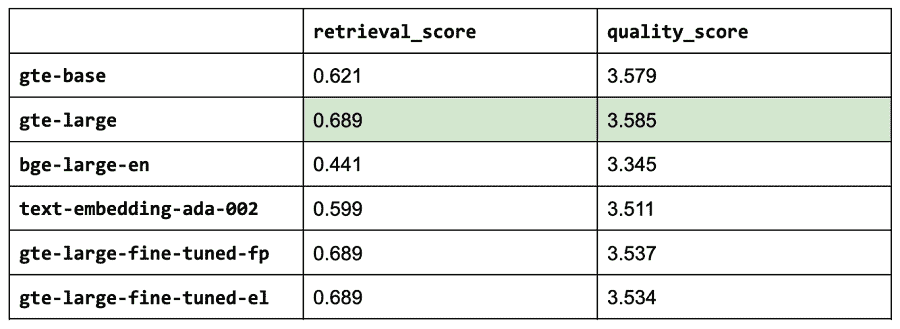 retrieval_score quality_score
gte-base 0.621 3.579
gte-large 0.689 3.585
bge-large-en 0.441 3.345
text-embedding-ada-002 0.599 3.511
gte-large-fine-tuned-fp 0.689 3.537
gte-large-fine-tuned-el 0.689 3.534